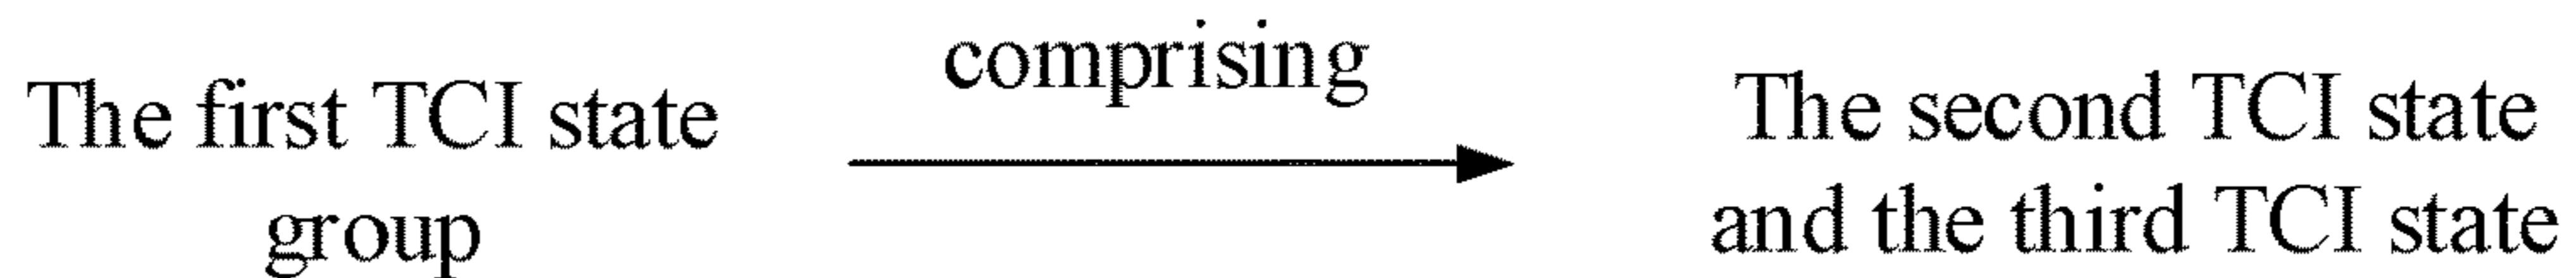 The first TCI state
group
comprising
The second TCI state
and the third TCI state